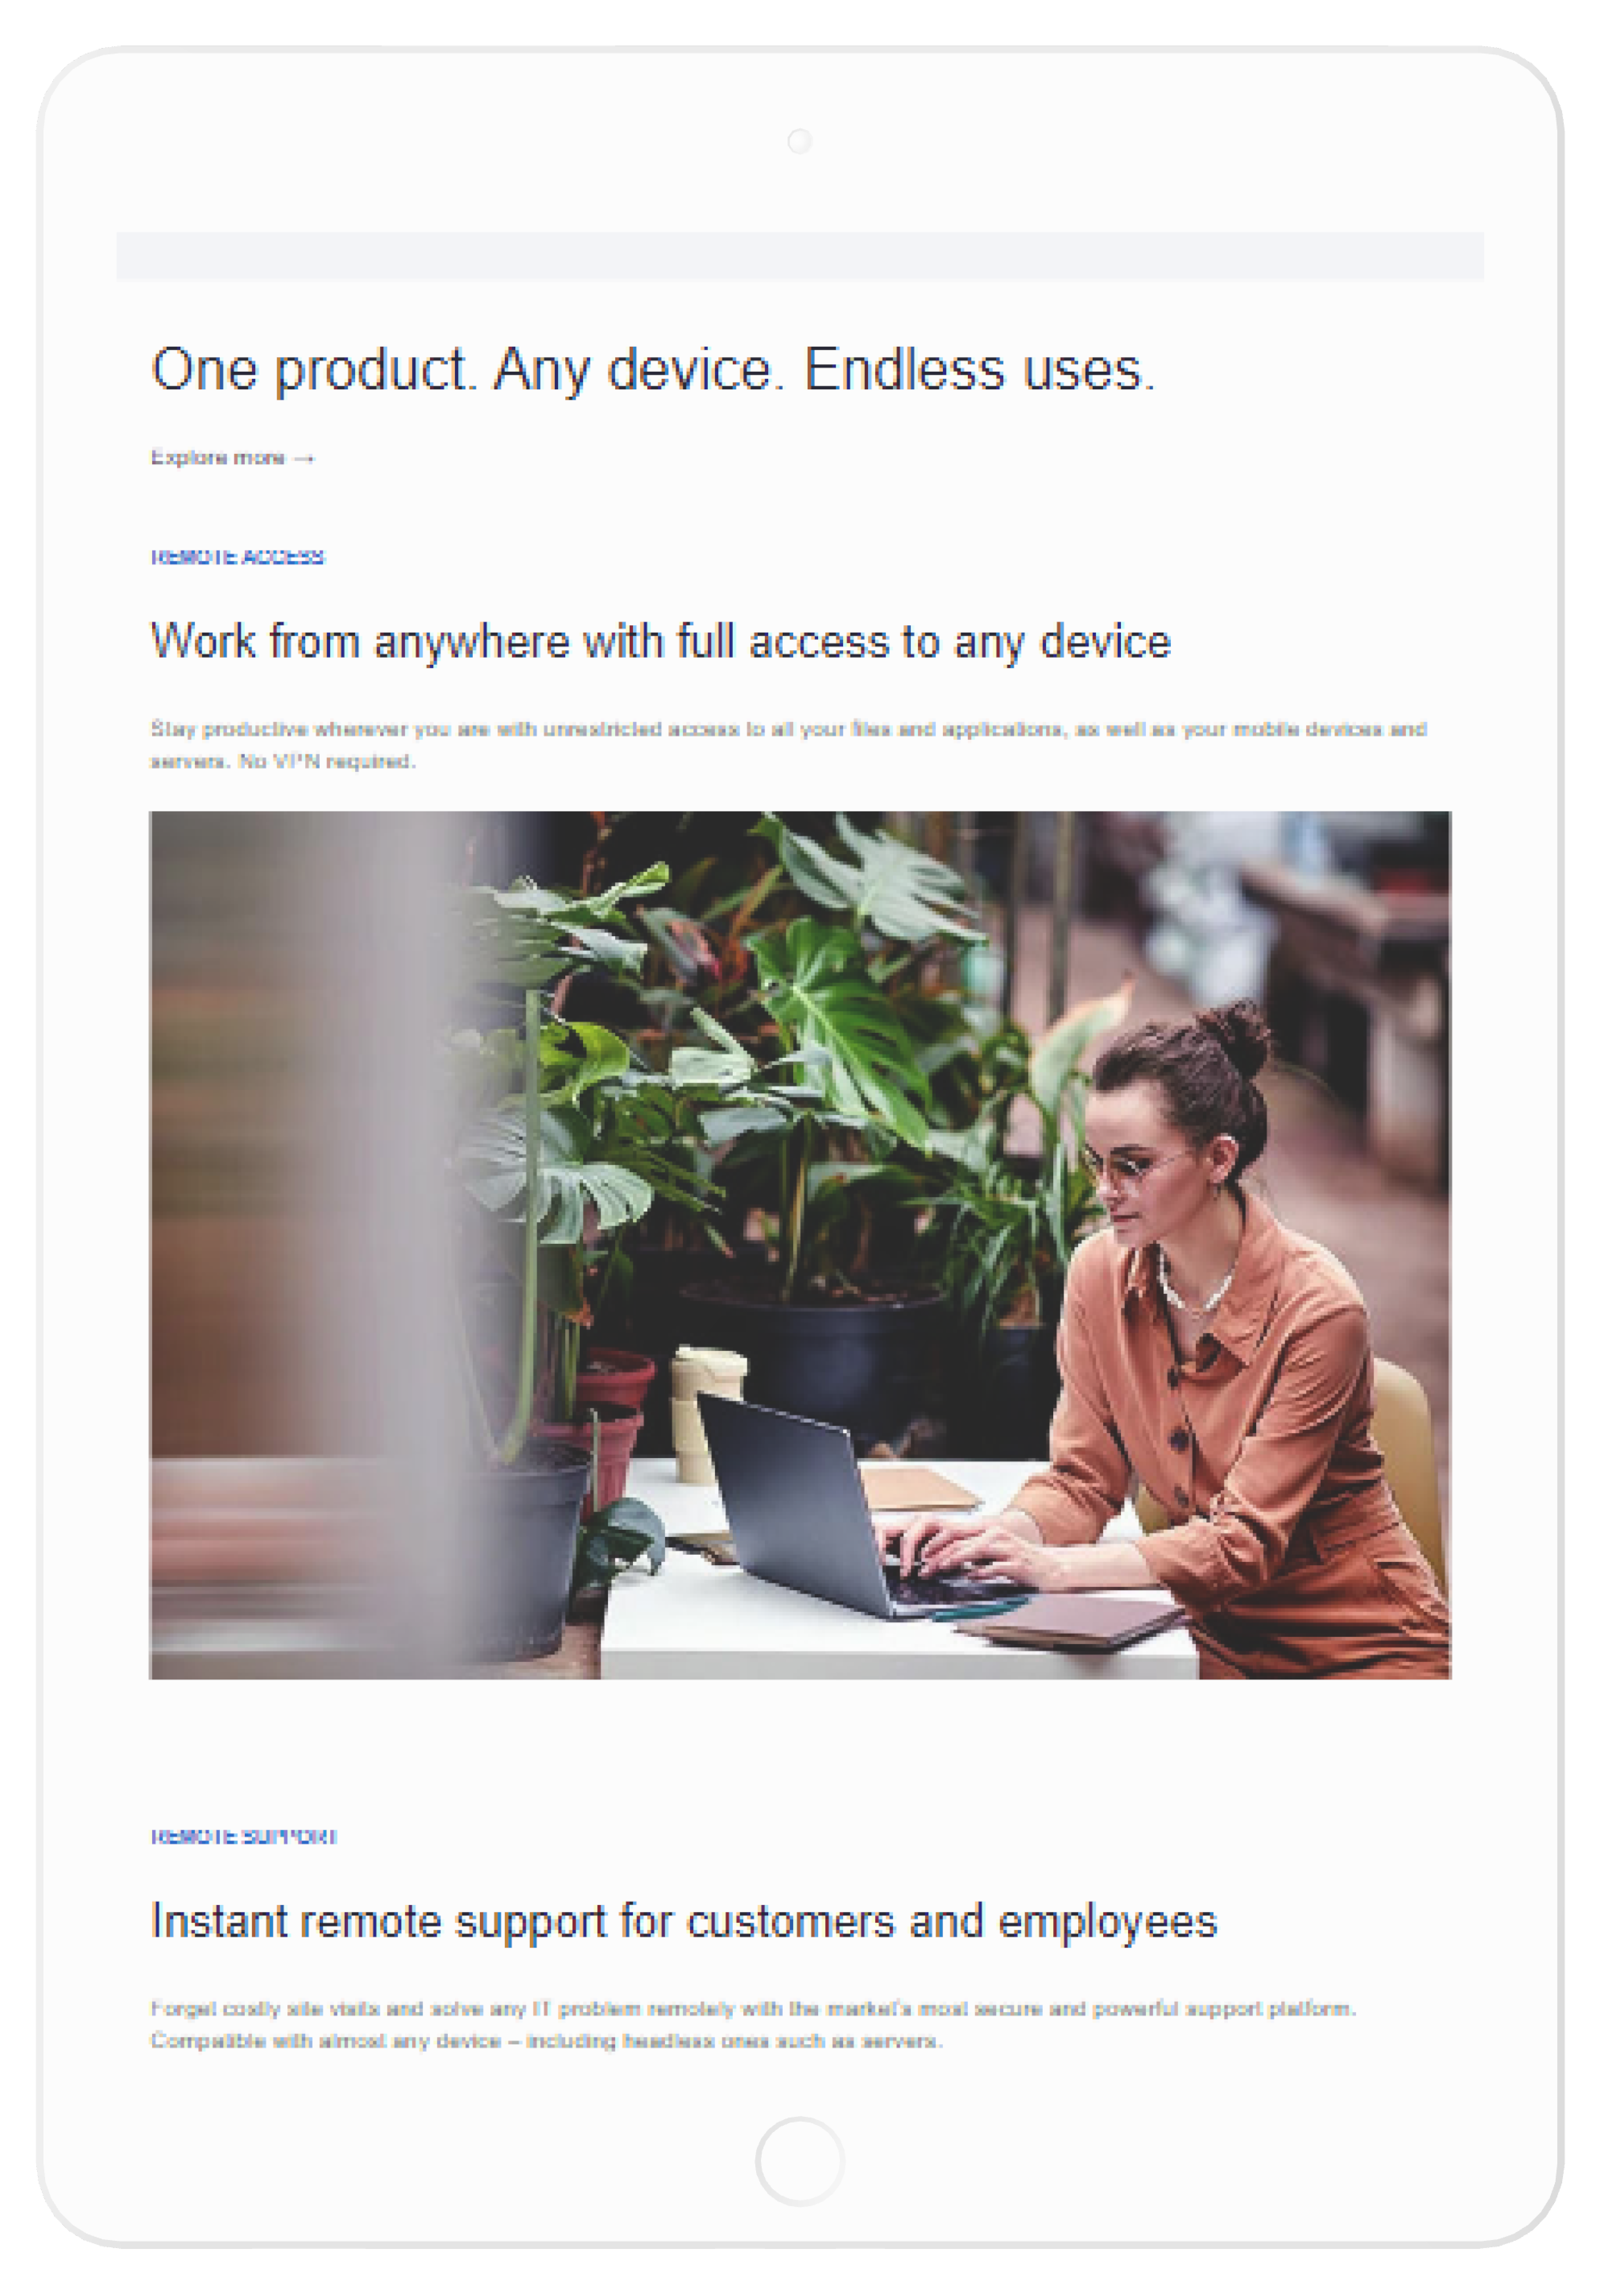 One product. Any device. Endless uses.
Explore more →
REMOTE ACCESS
Work from anywhere with full access to any device
Stay productive wherever you are with unrestricted access to all your files and applications, as well as your mobile devices and
servers. No VPN required.
REMOTE SUPPORT
Instant remote support for customers and employees
Forget costly site visits and solve any IT problem remotely with the market's most secure and powerful support platform.
Compatible with almost any device – including headless ones such as servers.